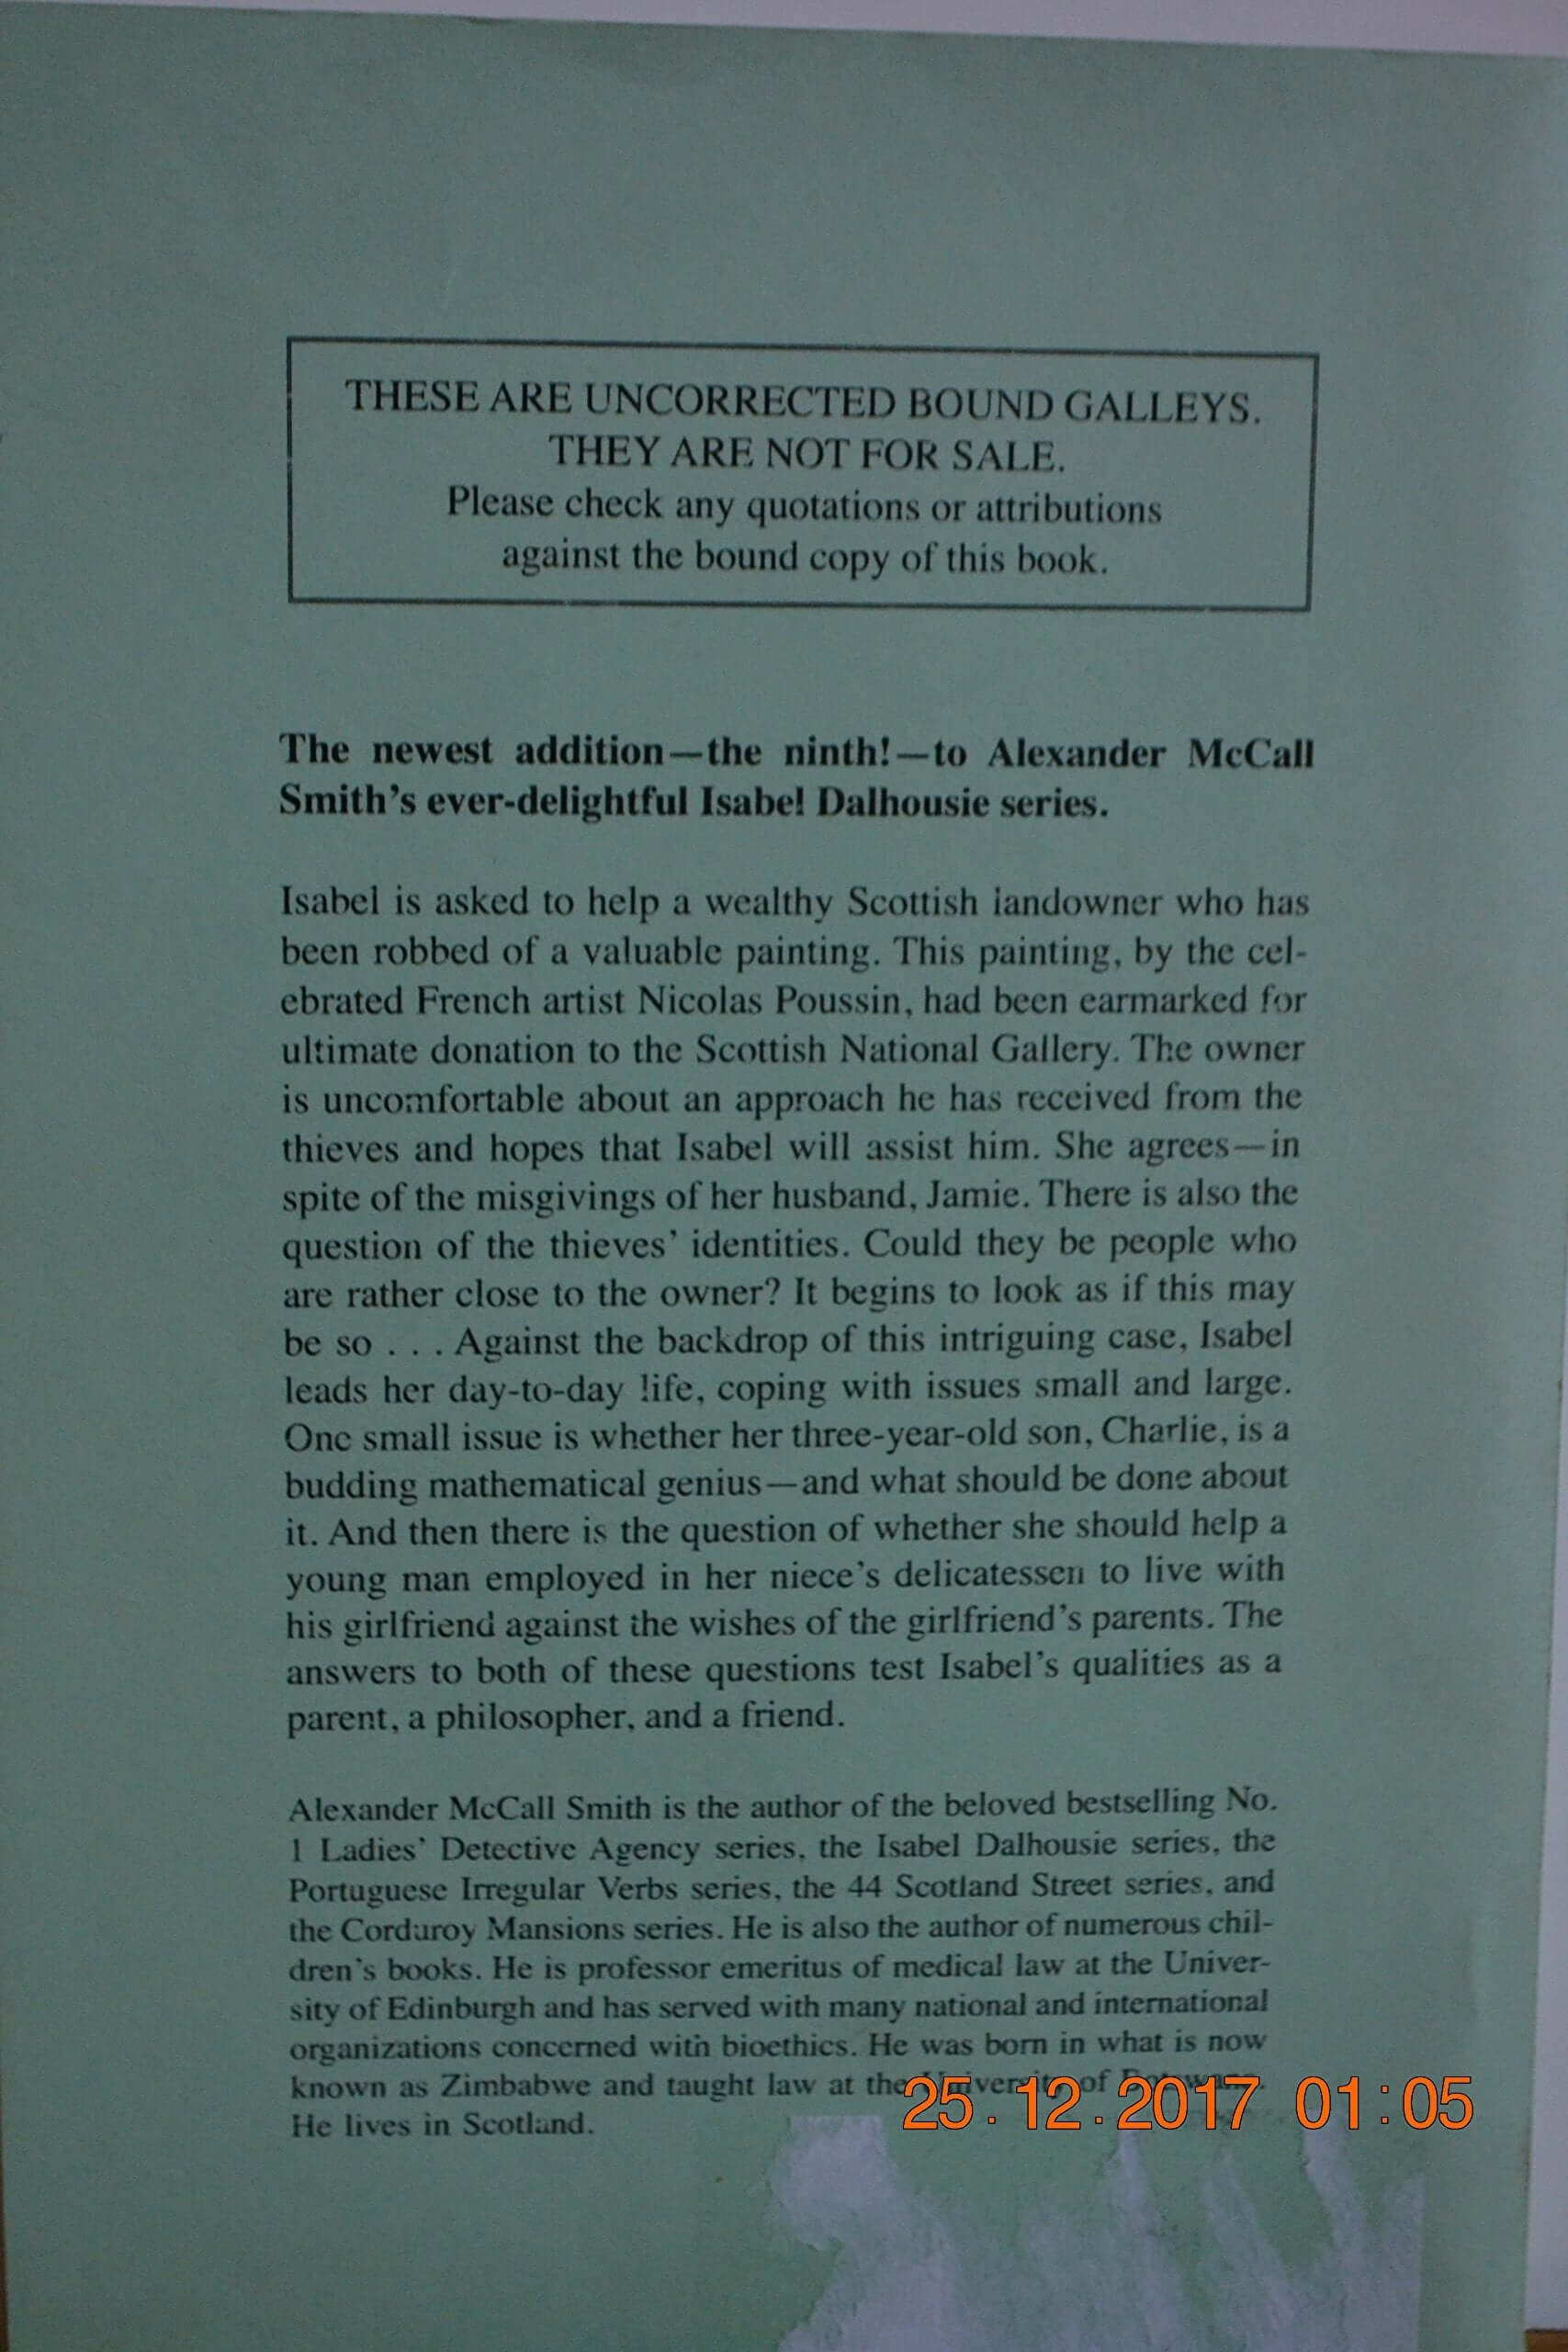 THESE ARE UNCORRECTED BOUND GALLEYS.
THEY ARE NOT FOR SALE.
Please check any quotations or attributions
against the bound copy of this book.
The newest addition—the ninth!—to Alexander McCall
Smith's ever-delightful Isabel Dalhousie series.
Isabel is asked to help a wealthy Scottish landowner who has
been robbed of a valuable painting. This painting, by the cel-
ebrated French artist Nicolas Poussin, had been earmarked for
ultimate donation to the Scottish National Gallery. The owner
is uncomfortable about an approach he has received from the
thieves and hopes that Isabel will assist him. She agrees—in
spite of the misgivings of her husband, Jamie. There is also the
question of the thieves' identities. Could they be people who
are rather close to the owner? It begins to look as if this may
be so . . . Against the backdrop of this intriguing case, Isabel
leads her day-to-day life, coping with issues small and large.
One small issue is whether her three-year-old son, Charlie, is a
budding mathematical genius—and what should be done about
it. And then there is the question of whether she should help a
young man employed in her niece's delicatessen to live with
his girlfriend against the wishes of the girlfriend's parents. The
answers to both of these questions test Isabel's qualities as a
parent, a philosopher, and a friend.
Alexander McCall Smith is the author of the beloved bestselling No.
1 Ladies' Detective Agency series, the Isabel Dalhousie series, the
Portuguese Irregular Verbs series, the 44 Scotland Street series, and
the Corduroy Mansions series. He is also the author of numerous chil-
dren's books. He is professor emeritus of medical law at the Univer-
sity of Edinburgh and has served with many national and international
organizations concerned with bioethics. He was born in what is now
known as Zimbabwe and taught law at the University of Botswana.
He lives in Scotland.
25.12.2017 01:05